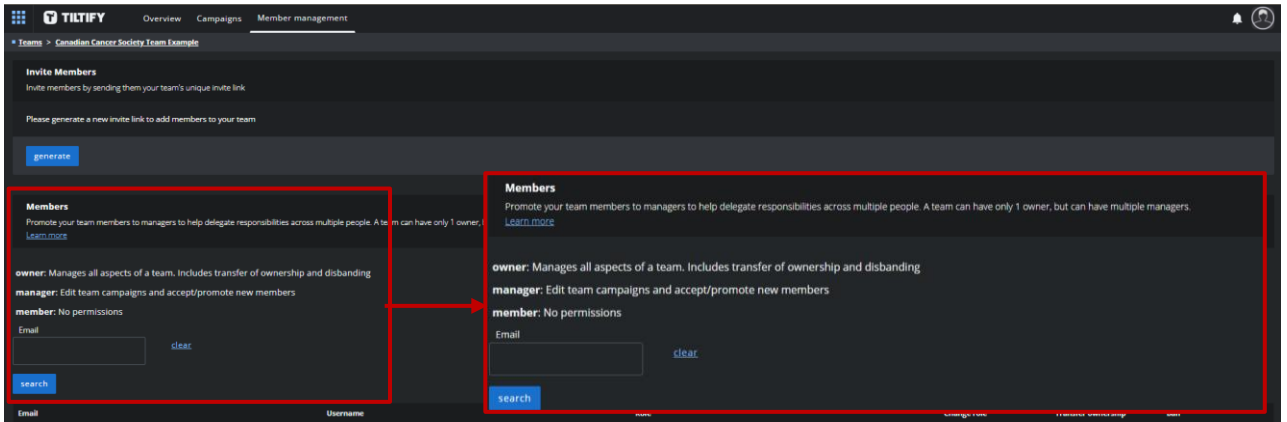 TILTIFY Overview Campaigns Member management
Teams > Canadian Cancer Society Team Example
Invite Members
Invite members by sending them your team's unique invite link
Please generate a new invite link to add members to your team
generate
Members
Promote your team members to managers to help delegate responsibilities across multiple people. A team can have only 1 owner,
Learn more
owner: Manages all aspects of a team. Includes transfer of ownership and disbanding
manager: Edit team campaigns and accept/promote new members
member: No permissions
Email
clear
search
Members
Promote your team members to managers to help delegate responsibilities across multiple people. A team can have only 1 owner, but can have multiple managers.
Learn more
owner: Manages all aspects of a team. Includes transfer of ownership and disbanding
manager: Edit team campaigns and accept/promote new members
member: No permissions
Email
clear
search
Email Username Role Change role Transfer ownership